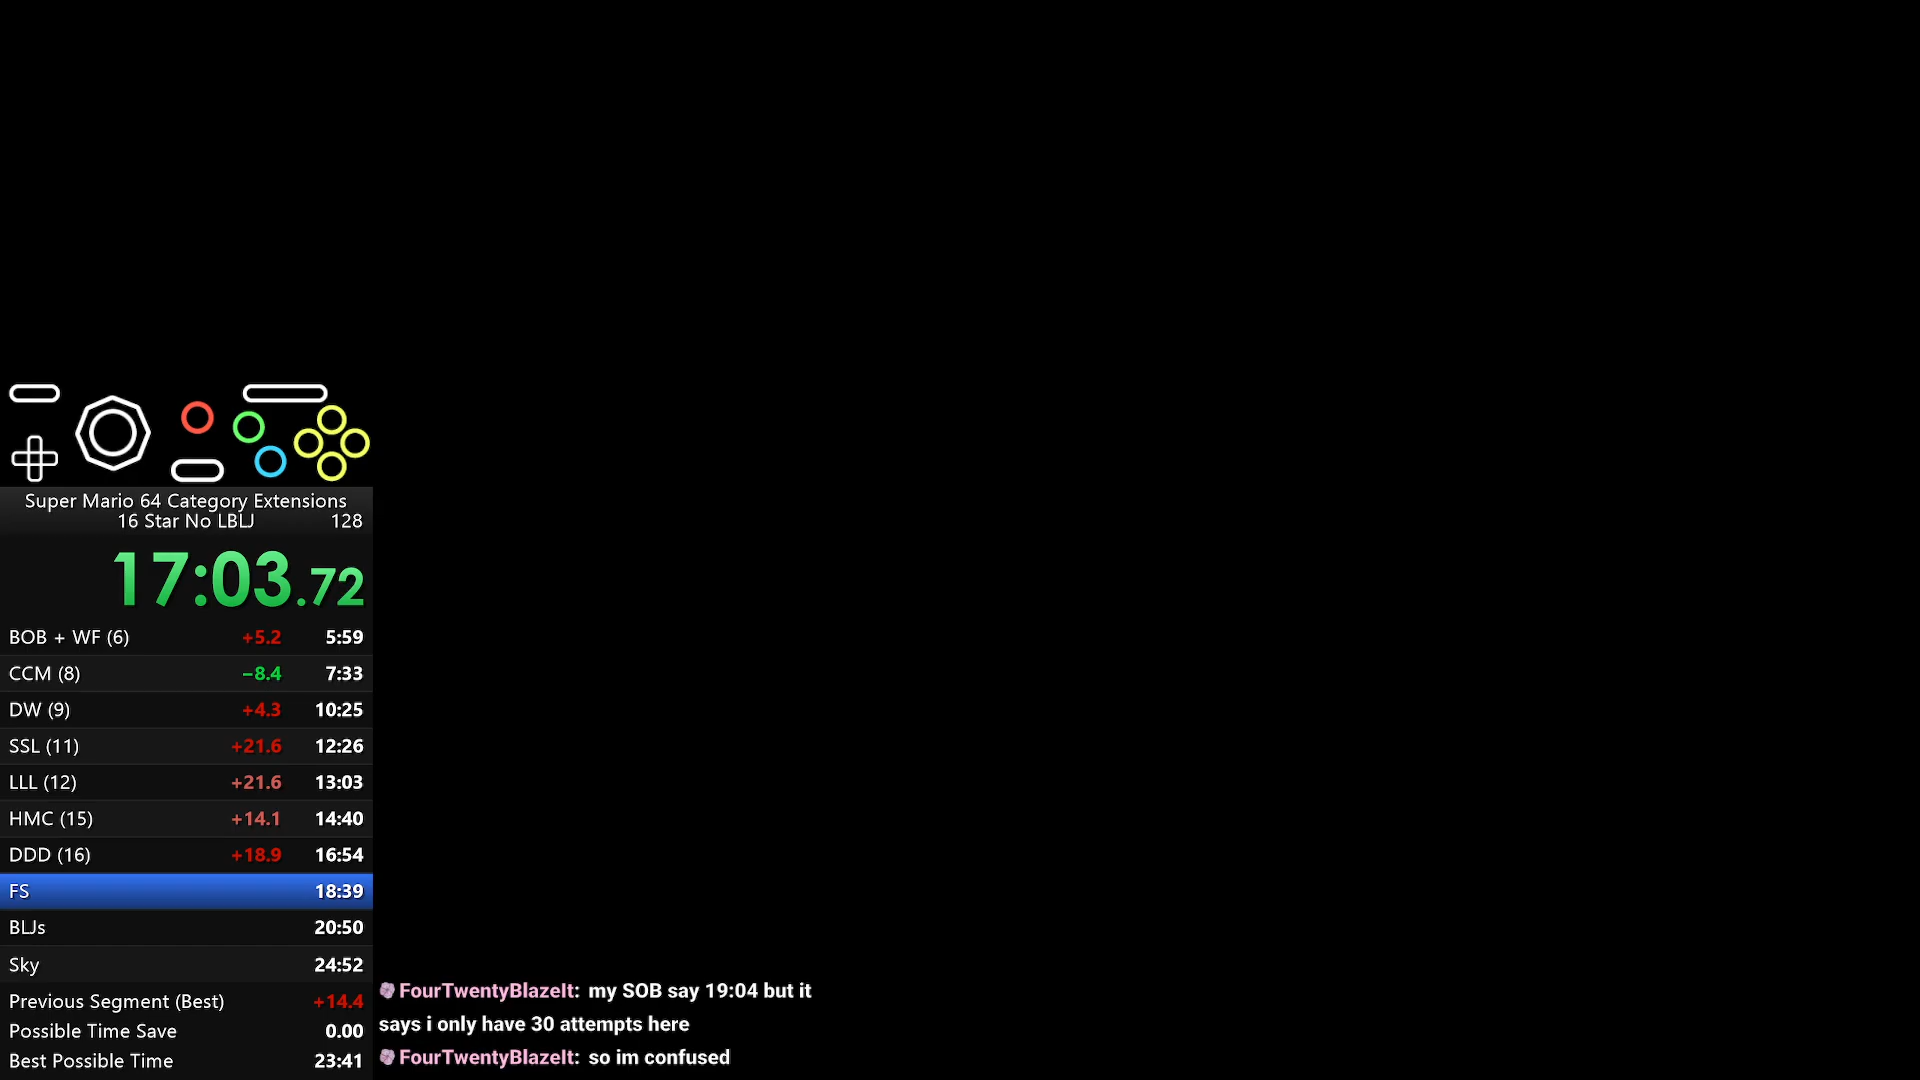 Super Mario 64 Category Extensions
16 Star No LBLJ 128
17:03.72
BOB + WF (6) +5.2 5:59
CCM (8) −8.4 7:33
DW (9) +4.3 10:25
SSL (11) +21.6 12:26
LLL (12) +21.6 13:03
HMC (15) +14.1 14:40
DDD (16) +18.9 16:54
FS 18:39
BLJs 20:50
Sky 24:52
Previous Segment (Best) +14.4
Possible Time Save 0.00
Best Possible Time 23:41
FourTwentyBlazeIt: my SOB say 19:04 but it
says i only have 30 attempts here
FourTwentyBlazeIt: so im confused